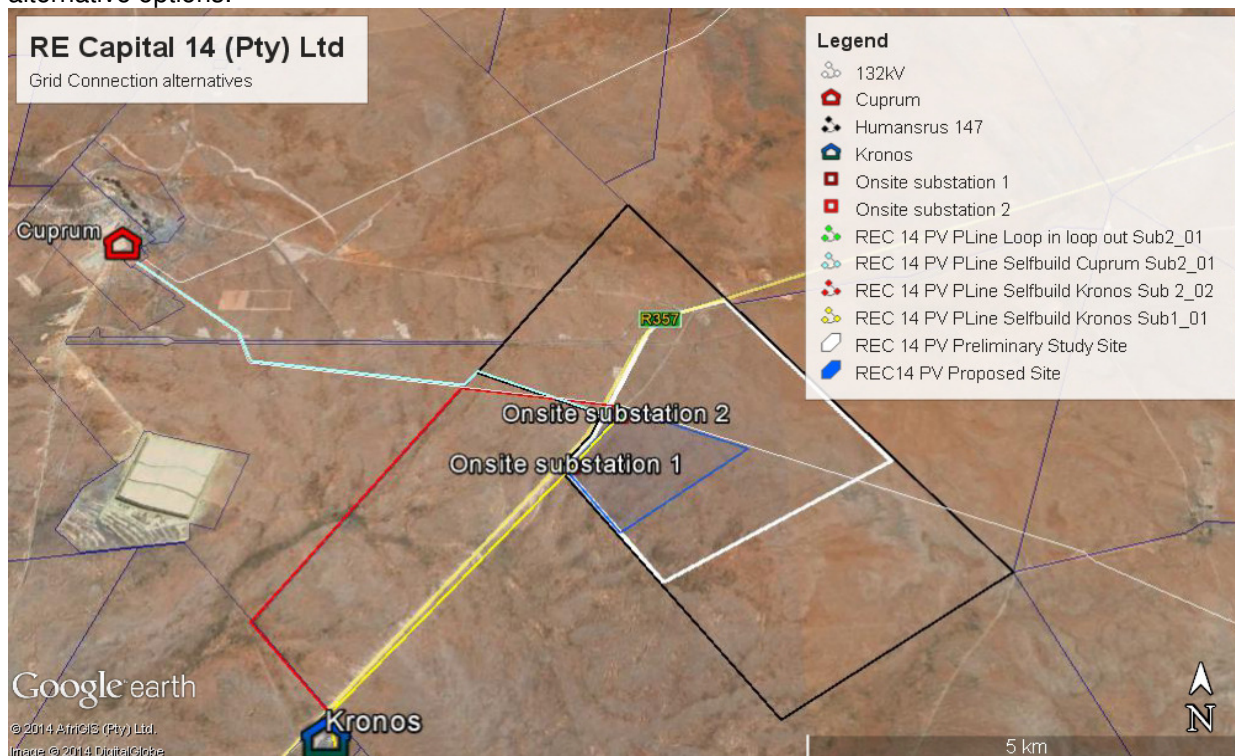 alternative options.
RE Capital 14 (Pty) Ltd
Grid Connection alternatives
Legend
132kV
Cuprum
Humansrus 147
Kronos
Onsite substation 1
Onsite substation 2
REC 14 PV PLine Loop in loop out Sub2_01
REC 14 PV PLine Selfbuild Cuprum Sub2_01
REC 14 PV PLine Selfbuild Kronos Sub 2_02
REC 14 PV PLine Selfbuild Kronos Sub1_01
REC 14 PV Preliminary Study Site
REC14 PV Proposed Site
Cuprum
R357
Onsite substation 2
Onsite substation 1
Kronos
Google earth
© 2014 AfriGIS (Pty) Ltd.
Image © 2014 DigitalGlobe
N
5 km